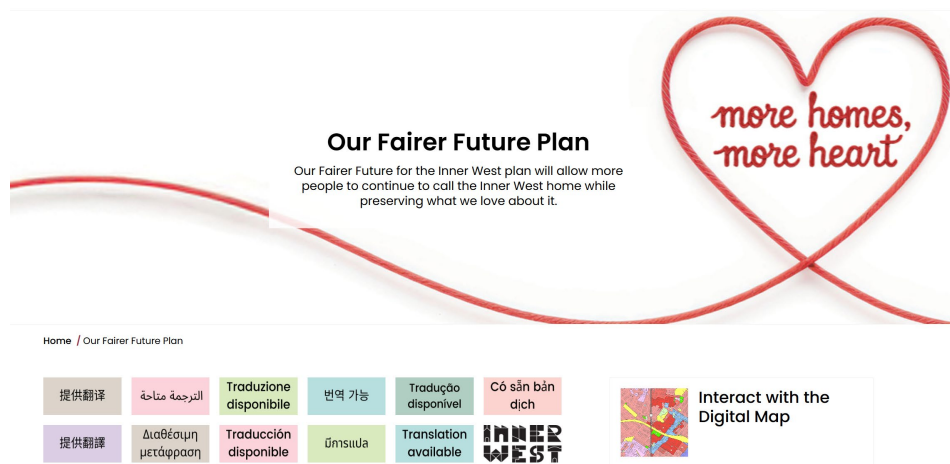 more homes,
more heart
Our Fairer Future Plan
Our Fairer Future for the Inner West plan will allow more
people to continue to call the Inner West home while
preserving what we love about it.
Home / Our Fairer Future Plan
提供翻译
الترجمة متاحة
Traduzione
disponibile
번역 가능
Tradução
disponível
Có sẵn bản
dịch
提供翻譯
Διαθέσιμη
μετάφραση
Traducción
disponible
มีการแปล
Translation
available
INNER
WEST
Interact with the
Digital Map